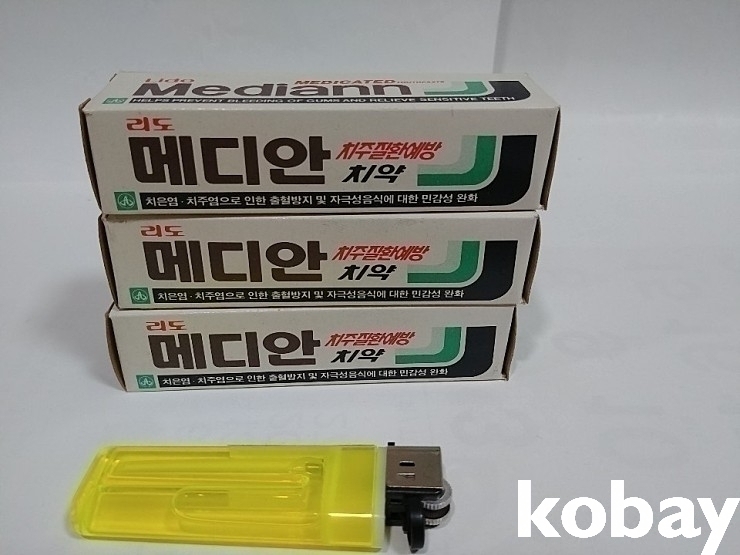 Lido
MEDICATED TOOTHPASTE
Mediann
HELPS PREVENT BLEEDING OF GUMS AND RELIEVE SENSITIVE TEETH
리도
메디안 치주질환예방
치약
치은염·치주염으로 인한 출혈방지 및 자극성음식에 대한 민감성 완화
리도
메디안 치주질환예방
치약
치은염·치주염으로 인한 출혈방지 및 자극성음식에 대한 민감성 완화
리도
메디안 치주질환예방
치약
치은염·치주염으로 인한 출혈방지 및 자극성음식에 대한 민감성 완화
kobay